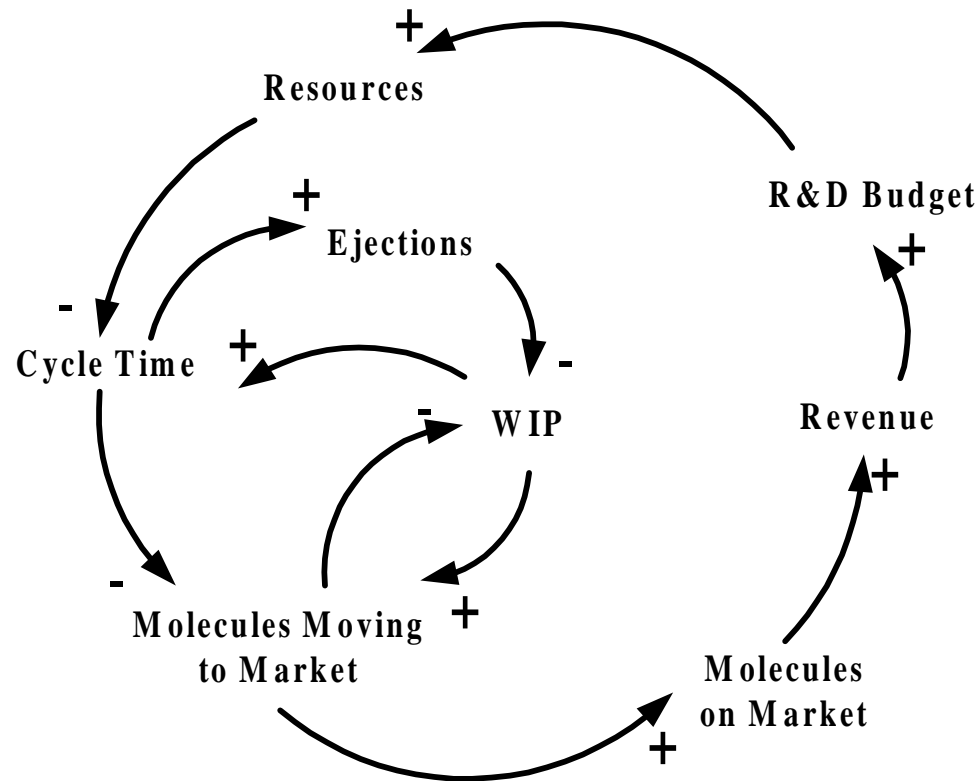 +
Resources
R&D Budget
+
Ejections
+
-
Cycle Time
+
-
-
WIP
Revenue
+
-
+
Molecules Moving
to Market
Molecules
on Market
+